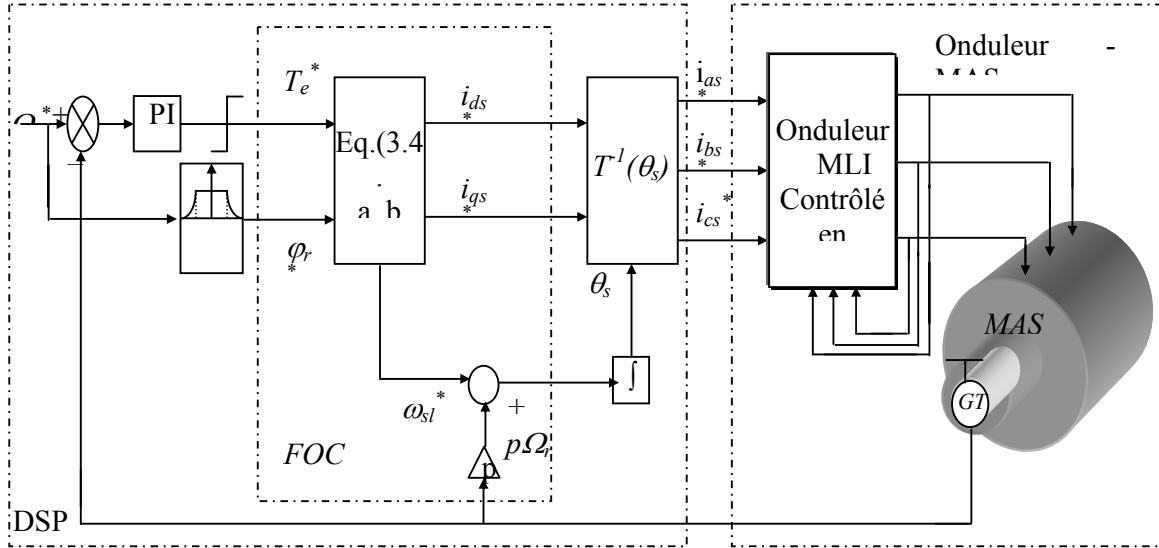 Onduleur -
MAS
T_e^*
i_ds
*
i_as
*
PI
Eq.(3.4
.
a b
T^-1(θ_s)
Onduleur
MLI
Contrôlé
en
i_bs
*
i_qs
*
i_cs^*
φ_r
*
θ_s
MAS
∫
ω_sl^*
+
GT
FOC
pΩ_r
p
DSP